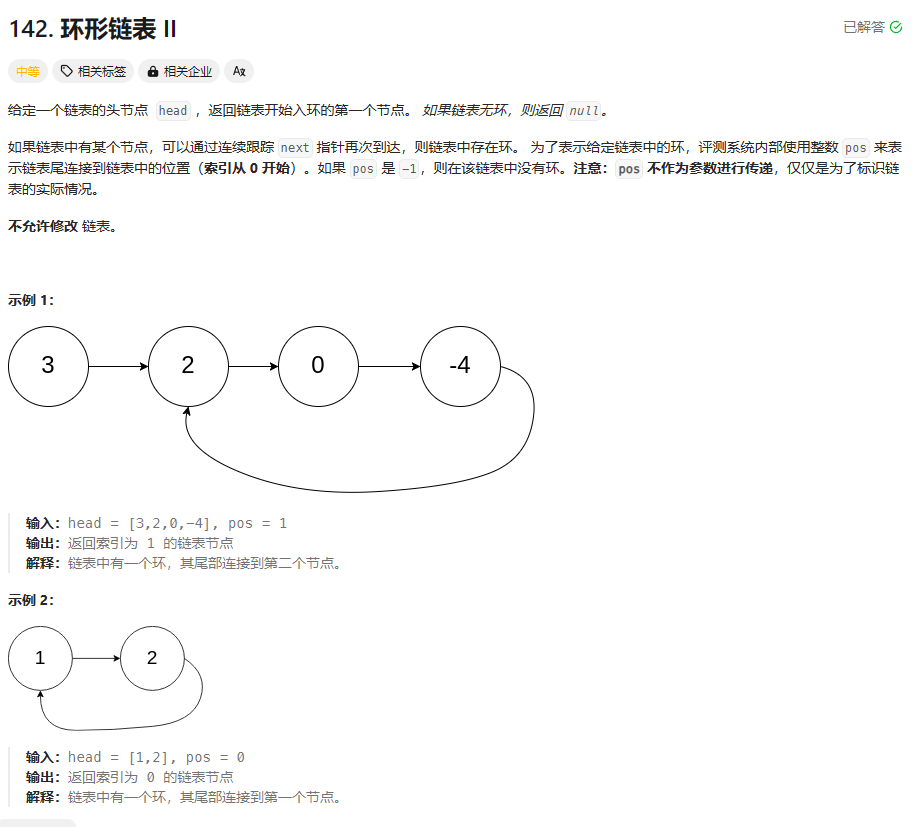 142. 环形链表 II
已解答
中等
相关标签
相关企业
给定一个链表的头节点 head ，返回链表开始入环的第一个节点。 如果链表无环，则返回 null。
如果链表中有某个节点，可以通过连续跟踪 next 指针再次到达，则链表中存在环。 为了表示给定链表中的环，评测系统内部使用整数 pos 来表
示链表尾连接到链表中的位置（索引从 0 开始）。如果 pos 是 -1，则在该链表中没有环。注意：pos 不作为参数进行传递，仅仅是为了标识链
表的实际情况。
不允许修改 链表。
示例 1：
3
2
0
-4
输入：head = [3,2,0,-4], pos = 1
输出：返回索引为 1 的链表节点
解释：链表中有一个环，其尾部连接到第二个节点。
示例 2：
1
2
输入：head = [1,2], pos = 0
输出：返回索引为 0 的链表节点
解释：链表中有一个环，其尾部连接到第一个节点。